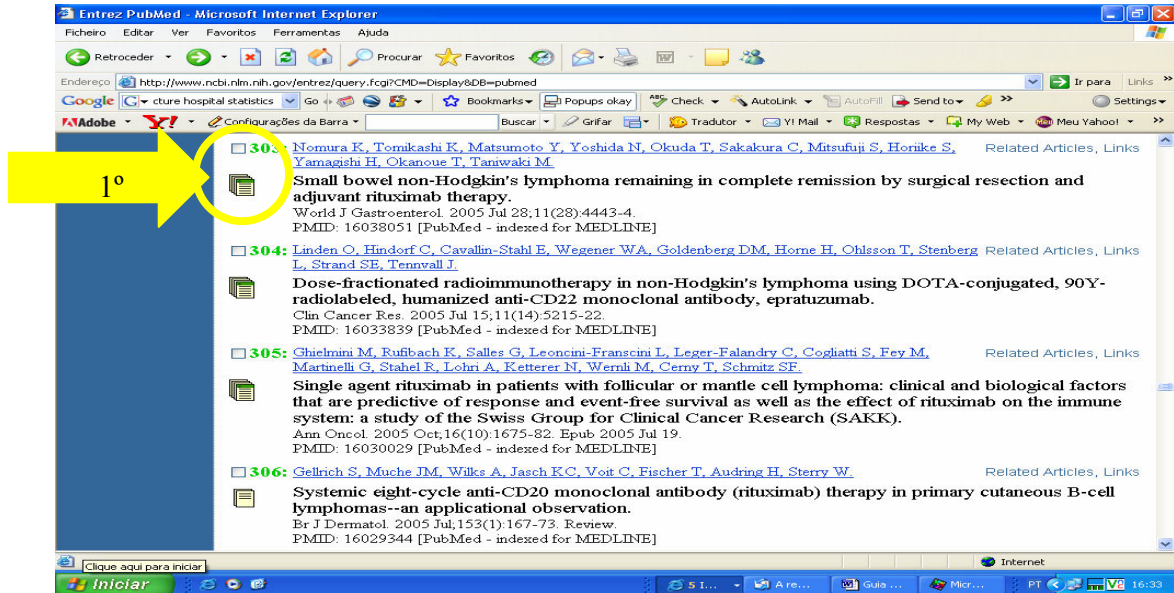 Entrez PubMed - Microsoft Internet Explorer
Ficheiro Editar Ver Favoritos Ferramentas Ajuda
Retroceder Procurar Favoritos
Endereço http://www.ncbi.nlm.nih.gov/entrez/query.fcgi?CMD=Display&DB=pubmed Ir para Links »
Google G cture hospital statistics Go Bookmarks Popups okay ABC Check AutoLink AutoFill Send to » Settings
Adobe Y! Configurações da Barra Buscar Grifar Tradutor Y! Mail Respostas My Web Meu Yahoo! »
1º
303: Nomura K, Tomikashi K, Matsumoto Y, Yoshida N, Okuda T, Sakakura C, Mitsufuji S, Horiike S, Related Articles, Links
Yamagishi H, Okanoue T, Taniwaki M.
Small bowel non-Hodgkin's lymphoma remaining in complete remission by surgical resection and
adjuvant rituximab therapy.
World J Gastroenterol. 2005 Jul 28;11(28):4443-4.
PMID: 16038051 [PubMed - indexed for MEDLINE]
304: Linden O, Hindorf C, Cavallin-Stahl E, Wegener WA, Goldenberg DM, Horne H, Ohlsson T, Stenberg Related Articles, Links
L, Strand SE, Tennvall J.
Dose-fractionated radioimmunotherapy in non-Hodgkin's lymphoma using DOTA-conjugated, 90Y-
radiolabeled, humanized anti-CD22 monoclonal antibody, epratuzumab.
Clin Cancer Res. 2005 Jul 15;11(14):5215-22.
PMID: 16033839 [PubMed - indexed for MEDLINE]
305: Ghielmini M, Rufibach K, Salles G, Leoncini-Franscini L, Leger-Falandry C, Cogliatti S, Fey M, Related Articles, Links
Martinelli G, Stahel R, Lohri A, Ketterer N, Wernli M, Cerny T, Schmitz SF.
Single agent rituximab in patients with follicular or mantle cell lymphoma: clinical and biological factors
that are predictive of response and event-free survival as well as the effect of rituximab on the immune
system: a study of the Swiss Group for Clinical Cancer Research (SAKK).
Ann Oncol. 2005 Oct;16(10):1675-82. Epub 2005 Jul 19.
PMID: 16030029 [PubMed - indexed for MEDLINE]
306: Gellrich S, Muche JM, Wilks A, Jasch KC, Voit C, Fischer T, Audring H, Sterry W. Related Articles, Links
Systemic eight-cycle anti-CD20 monoclonal antibody (rituximab) therapy in primary cutaneous B-cell
lymphomas--an applicational observation.
Br J Dermatol. 2005 Jul;153(1):167-73. Review.
PMID: 16029344 [PubMed - indexed for MEDLINE]
Clique aqui para iniciar Internet
Iniciar 5 I... A re... Guia ... Micr... PT 16:33